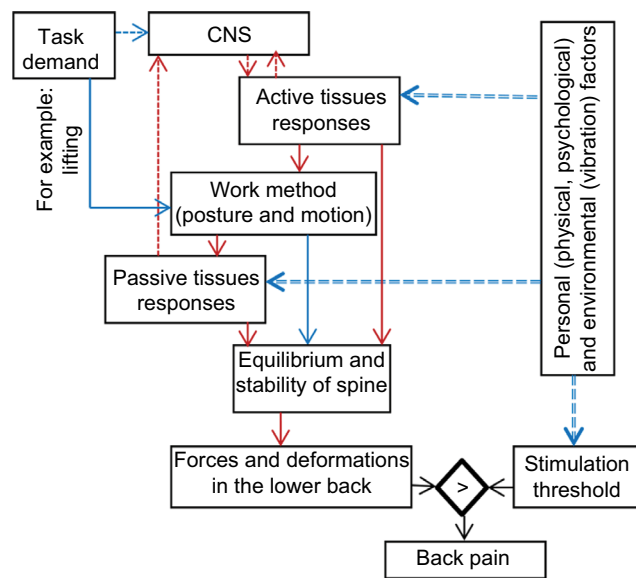 Task
demand
CNS
For example:
lifting
Active tissues
responses
Work method
(posture and motion)
Passive tissues
responses
Personal (physical, psychological)
and environmental (vibration) factors
Equilibrium and
stability of spine
Forces and deformations
in the lower back
>
Stimulation
threshold
Back pain